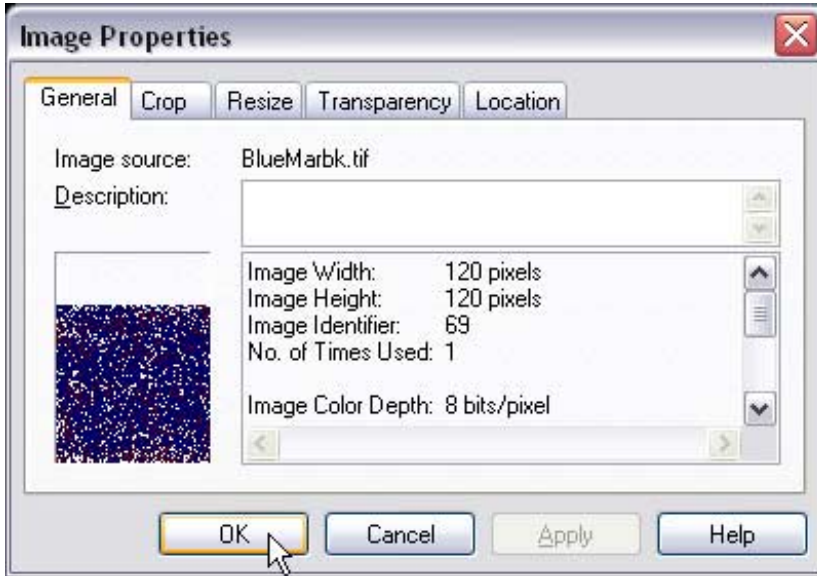 Image Properties
General Crop Resize Transparency Location
Image source: BlueMarbk.tif
Description:
Image Width: 120 pixels
Image Height: 120 pixels
Image Identifier: 69
No. of Times Used: 1
Image Color Depth: 8 bits/pixel
OK Cancel Apply Help